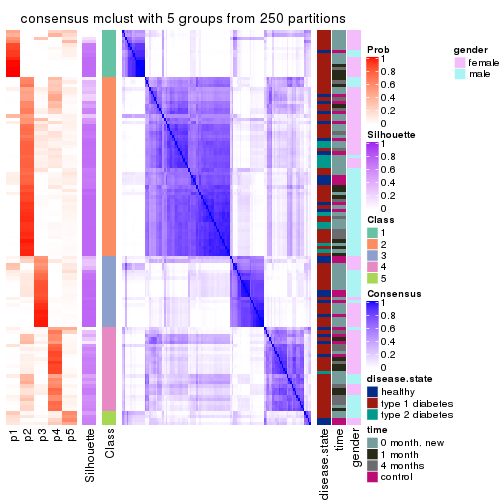 consensus mclust with 5 groups from 250 partitions
Prob
1
0.8
0.6
0.4
0.2
0
gender
female
male
Silhouette
1
0.8
0.6
0.4
0.2
0
Class
1
2
3
4
5
Consensus
1
0.8
0.6
0.4
0.2
0
disease.state
healthy
type 1 diabetes
type 2 diabetes
time
0 month. new
1 month
4 months
control
p1
p2
p3
p4
p5
Silhouette
Class
disease.state
time
gender